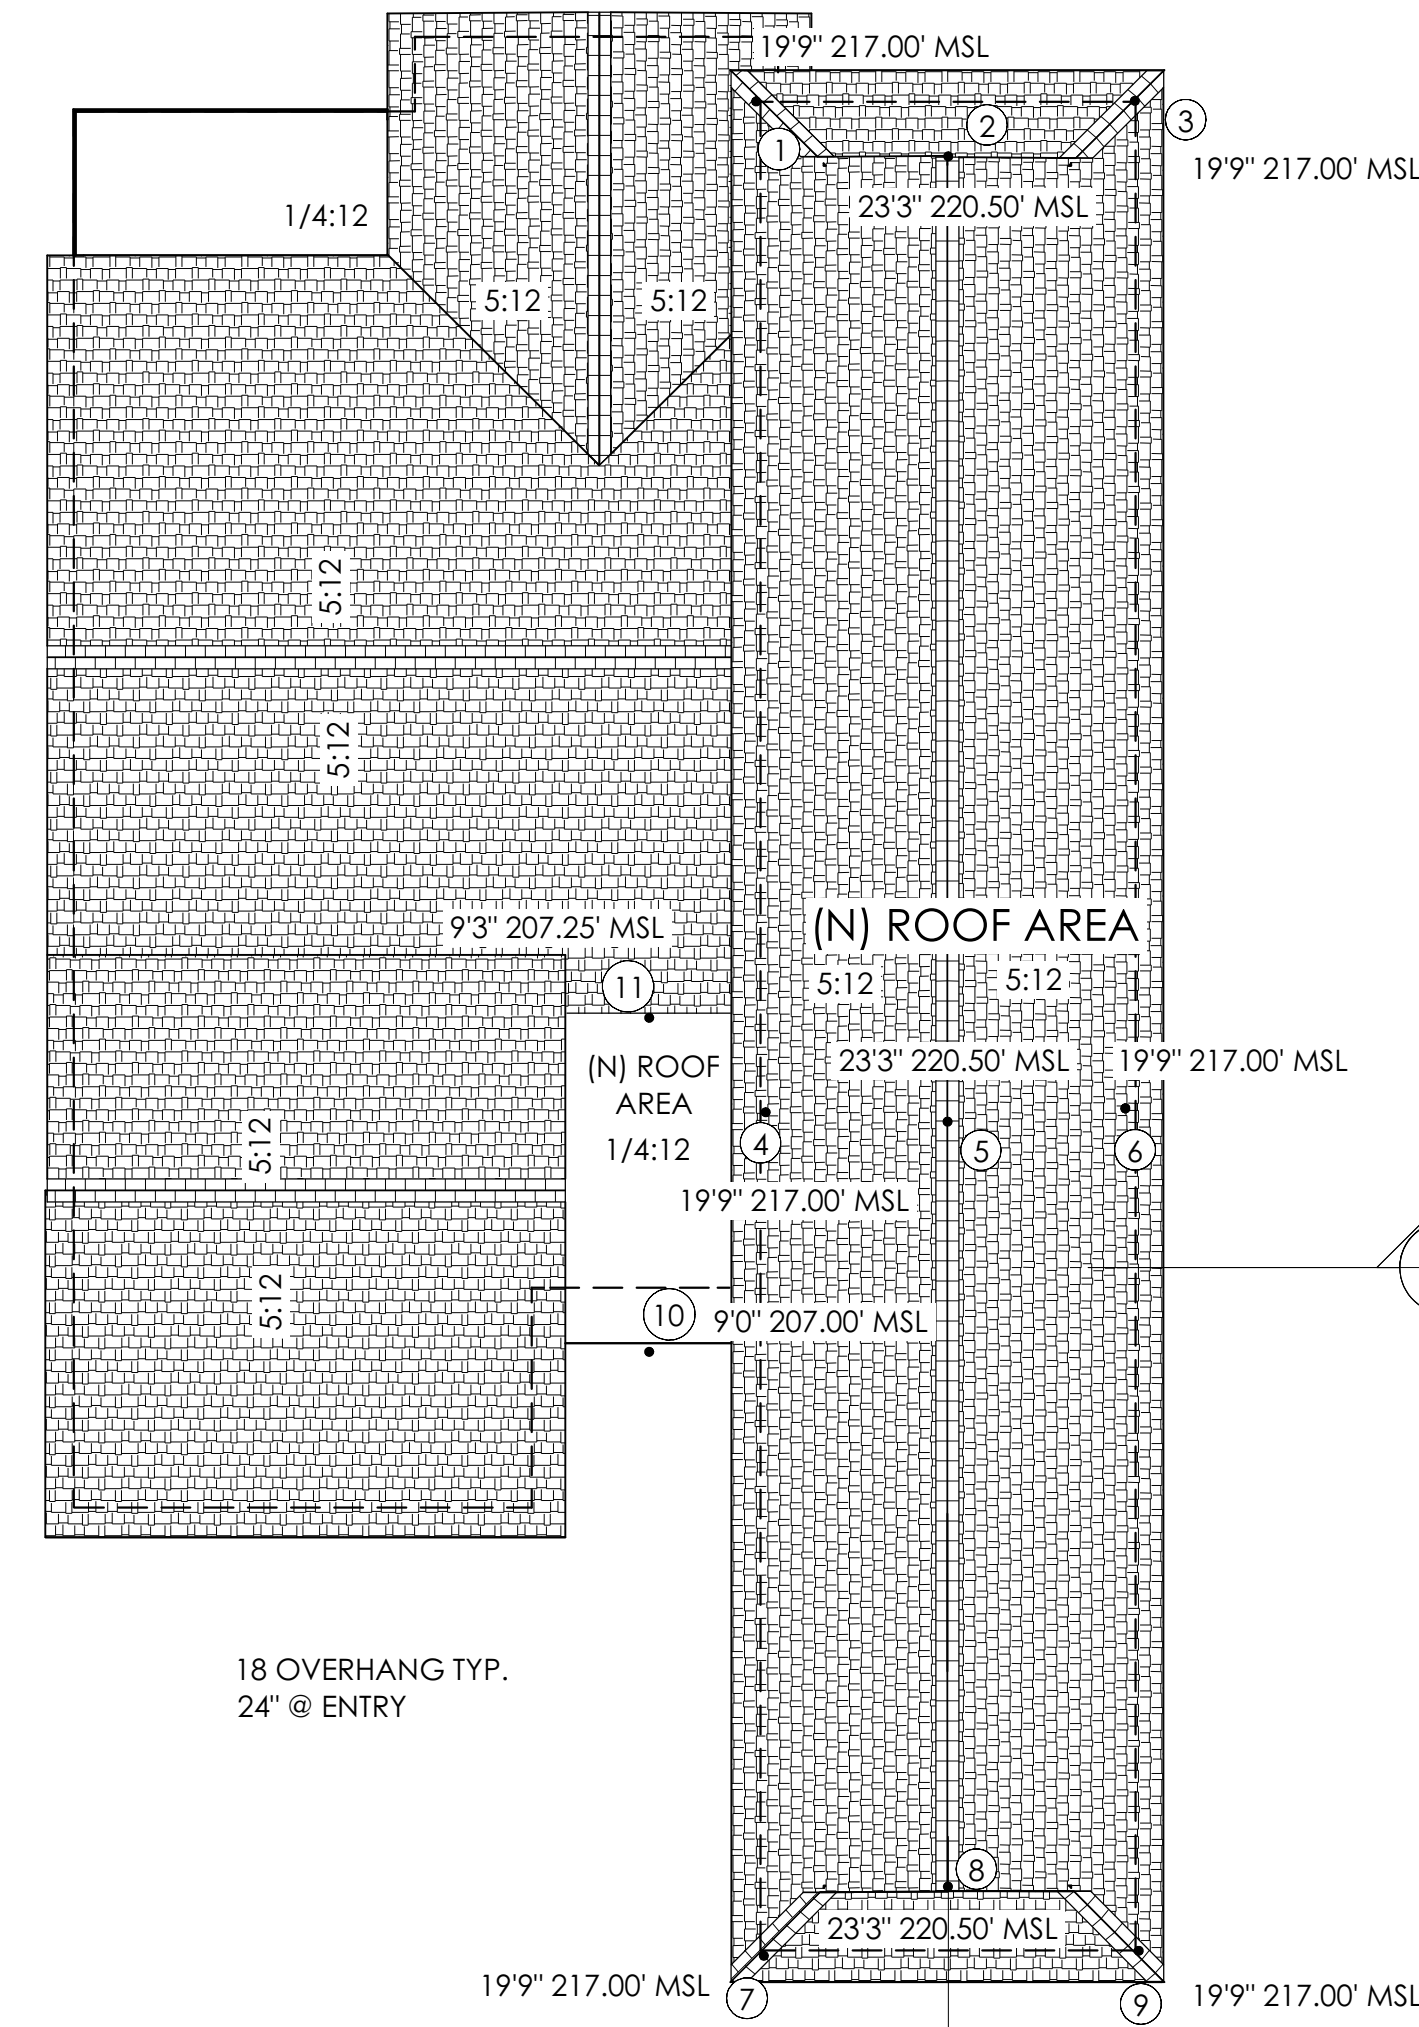 19'9" 217.00' MSL
1
2
3
19'9" 217.00' MSL
1/4:12
23'3" 220.50' MSL
5:12
5:12
5:12
5:12
9'3" 207.25' MSL
(N) ROOF AREA
5:12
5:12
11
(N) ROOF
AREA
1/4:12
23'3" 220.50' MSL
19'9" 217.00' MSL
4
5
6
5:12
19'9" 217.00' MSL
5:12
10
9'0" 207.00' MSL
18 OVERHANG TYP.
24" @ ENTRY
8
23'3" 220.50' MSL
19'9" 217.00' MSL
7
9
19'9" 217.00' MSL